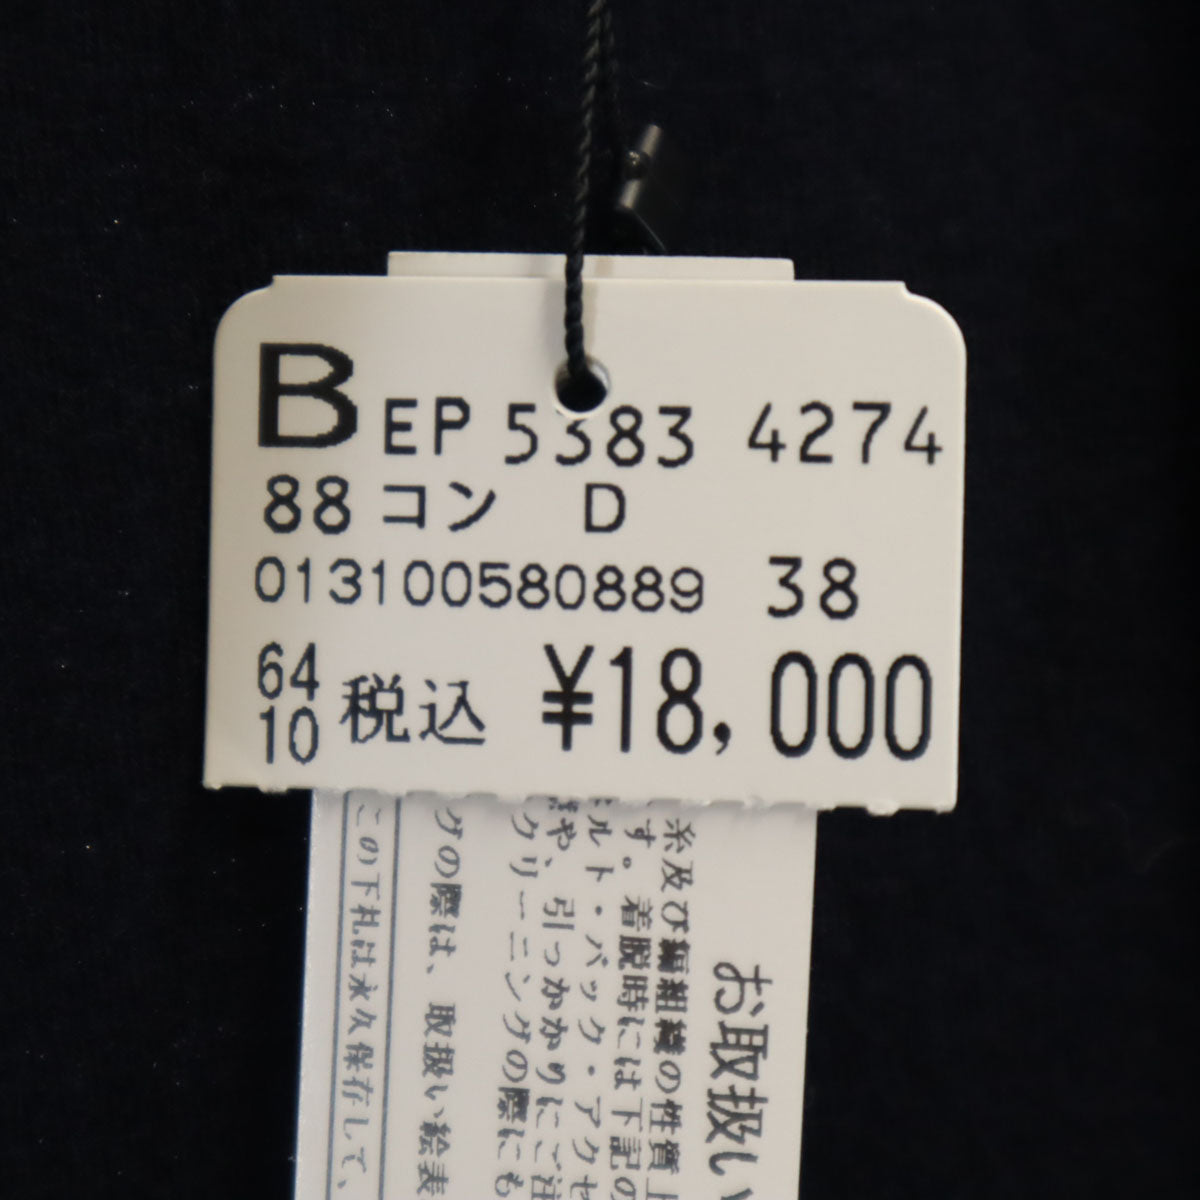 B EP 5383 4274
88 コン D
013100580889 38
64
10 税込 ¥18,000
お取扱い
糸及び編組織の性質上
す。着脱時には下記の
ルト・バック・アクセ
や、引っかかりにご注
クリーニングの際にも
グの際は、取扱い絵表
この下札は永久保存して、